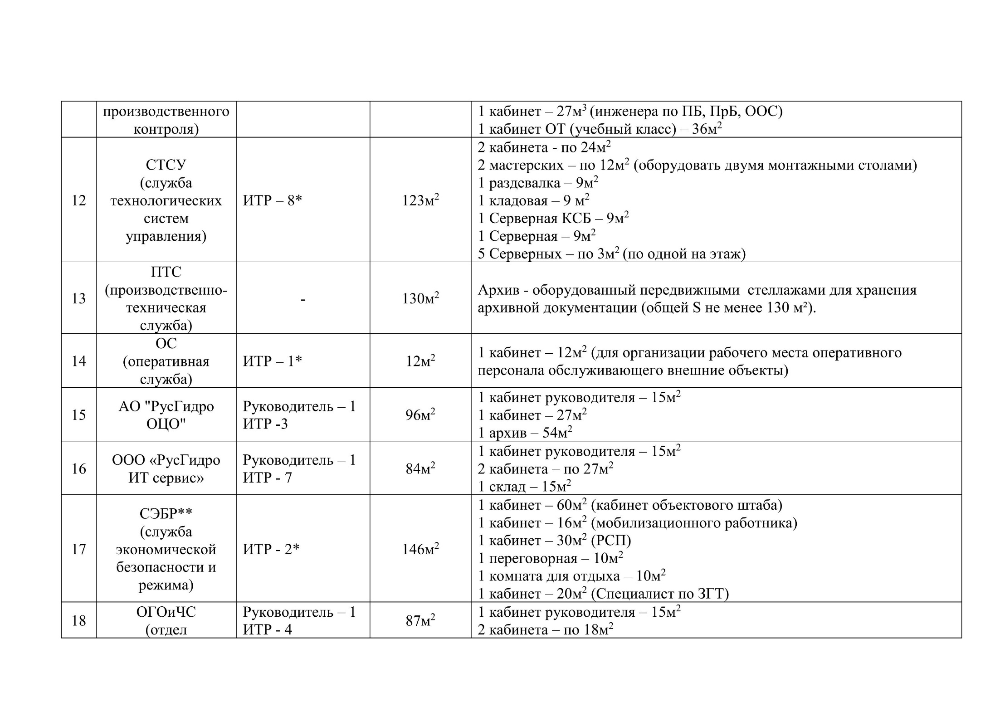 производственного
контроля)
1 кабинет – 27м³ (инженера по ПБ, ПрБ, ООС)
1 кабинет ОТ (учебный класс) – 36м²
12
СТСУ
(служба
технологических
систем
управления)
ИТР – 8*
123м²
2 кабинета - по 24м²
2 мастерских – по 12м² (оборудовать двумя монтажными столами)
1 раздевалка – 9м²
1 кладовая – 9 м²
1 Серверная КСБ – 9м²
1 Серверная – 9м²
5 Серверных – по 3м² (по одной на этаж)
13
ПТС
(производственно-
техническая
служба)
-
130м²
Архив - оборудованный передвижными  стеллажами для хранения
архивной документации (общей S не менее 130 м²).
14
ОС
(оперативная
служба)
ИТР – 1*
12м²
1 кабинет – 12м² (для организации рабочего места оперативного
персонала обслуживающего внешние объекты)
15
АО "РусГидро
ОЦО"
Руководитель – 1
ИТР -3
96м²
1 кабинет руководителя – 15м²
1 кабинет – 27м²
1 архив – 54м²
16
ООО «РусГидро
ИТ сервис»
Руководитель – 1
ИТР - 7
84м²
1 кабинет руководителя – 15м²
2 кабинета – по 27м²
1 склад – 15м²
17
СЭБР**
(служба
экономической
безопасности и
режима)
ИТР - 2*
146м²
1 кабинет – 60м² (кабинет объектового штаба)
1 кабинет – 16м² (мобилизационного работника)
1 кабинет – 30м² (РСП)
1 переговорная – 10м²
1 комната для отдыха – 10м²
1 кабинет – 20м² (Специалист по ЗГТ)
18
ОГОиЧС
(отдел
Руководитель – 1
ИТР - 4
87м²
1 кабинет руководителя – 15м²
2 кабинета – по 18м²